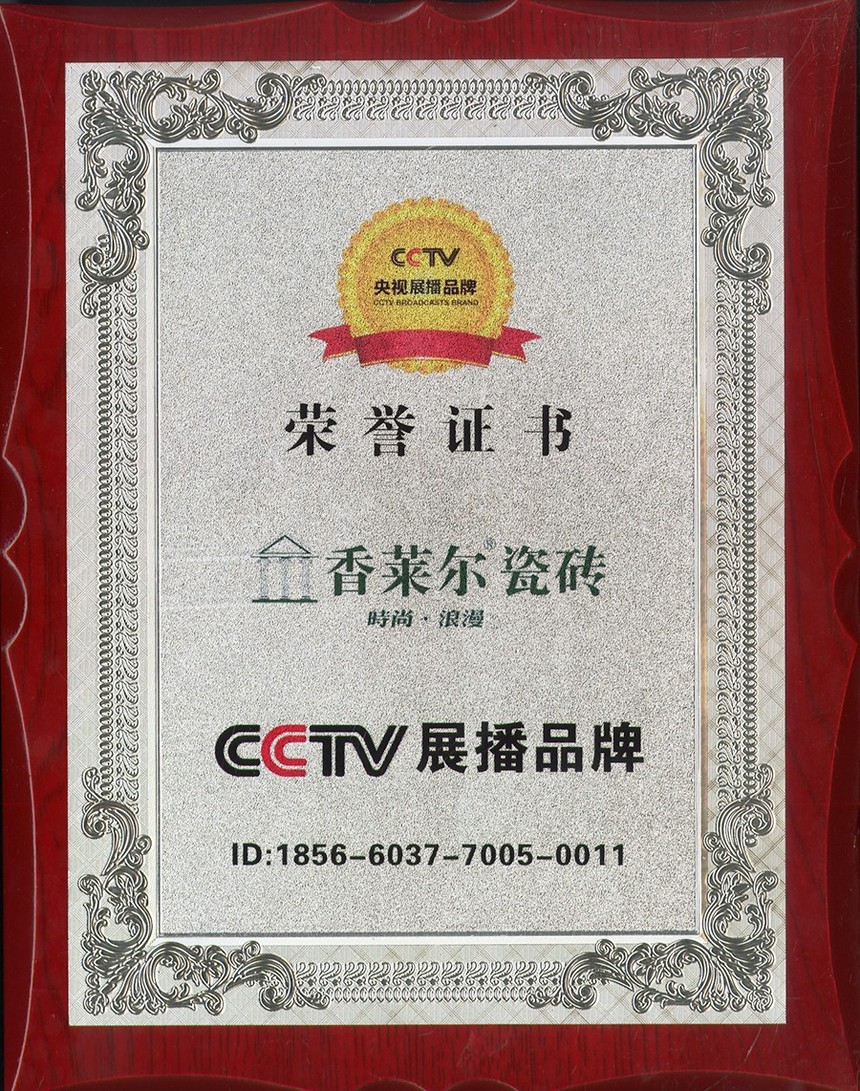 CCTV
央视展播品牌
CCTV BROADCASTS BRAND
荣誉证书
香莱尔®瓷砖
時尚·浪漫
CCTV展播品牌
ID:1856-6037-7005-0011